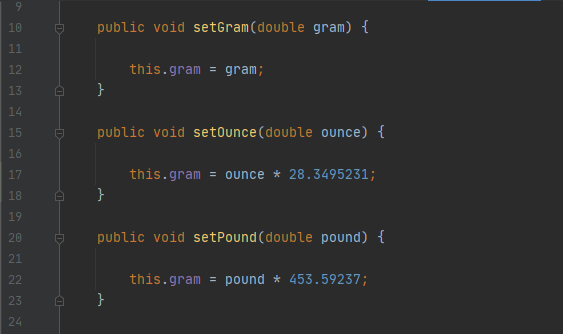 9
10 public void setGram(double gram) {
11
12 this.gram = gram;
13 }
14
15 public void setOunce(double ounce) {
16
17 this.gram = ounce * 28.3495231;
18 }
19
20 public void setPound(double pound) {
21
22 this.gram = pound * 453.59237;
23 }
24